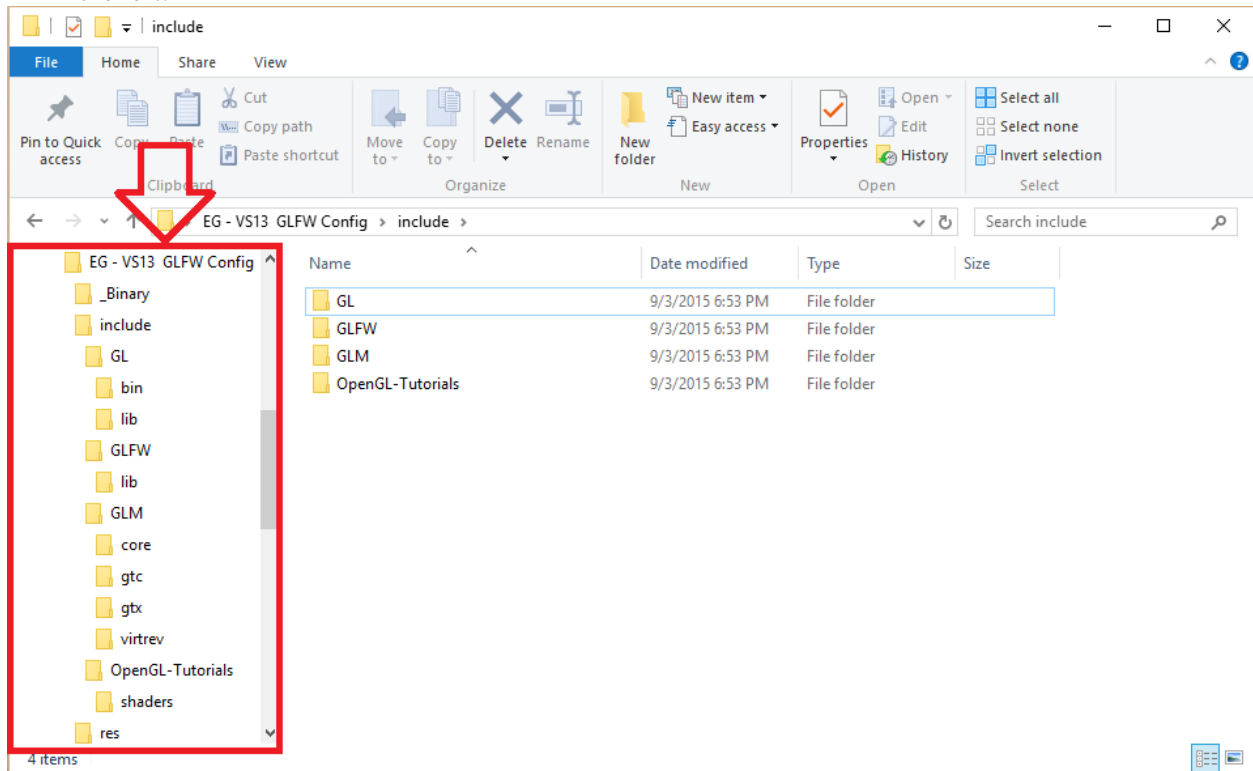 include
File Home Share View
Pin to Quick access
Copy
Paste
Cut
Copy path
Paste shortcut
Clipboard
Move to
Copy to
Delete
Rename
Organize
New folder
New item
Easy access
New
Properties
Open
Edit
History
Open
Select all
Select none
Invert selection
Select
EG - VS13 GLFW Config > include >
Search include
EG - VS13 GLFW Config
_Binary
include
GL
bin
lib
GLFW
lib
GLM
core
gtc
gtx
virtrev
OpenGL-Tutorials
shaders
res
Name Date modified Type Size
GL 9/3/2015 6:53 PM File folder
GLFW 9/3/2015 6:53 PM File folder
GLM 9/3/2015 6:53 PM File folder
OpenGL-Tutorials 9/3/2015 6:53 PM File folder
4 items